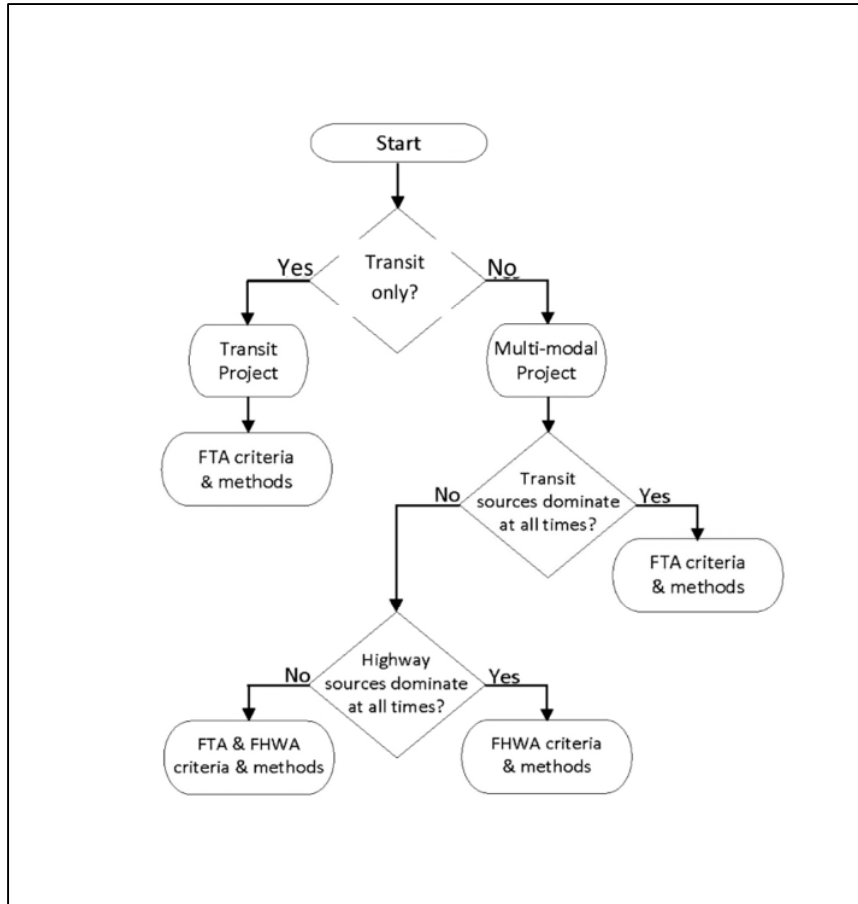 Start
Transit
only?
Yes
No
Transit
Project
Multi-modal
Project
FTA criteria
& methods
Transit
sources dominate
at all times?
No
Yes
FTA criteria
& methods
Highway
sources dominate
at all times?
No
Yes
FTA & FHWA
criteria & methods
FHWA criteria
& methods